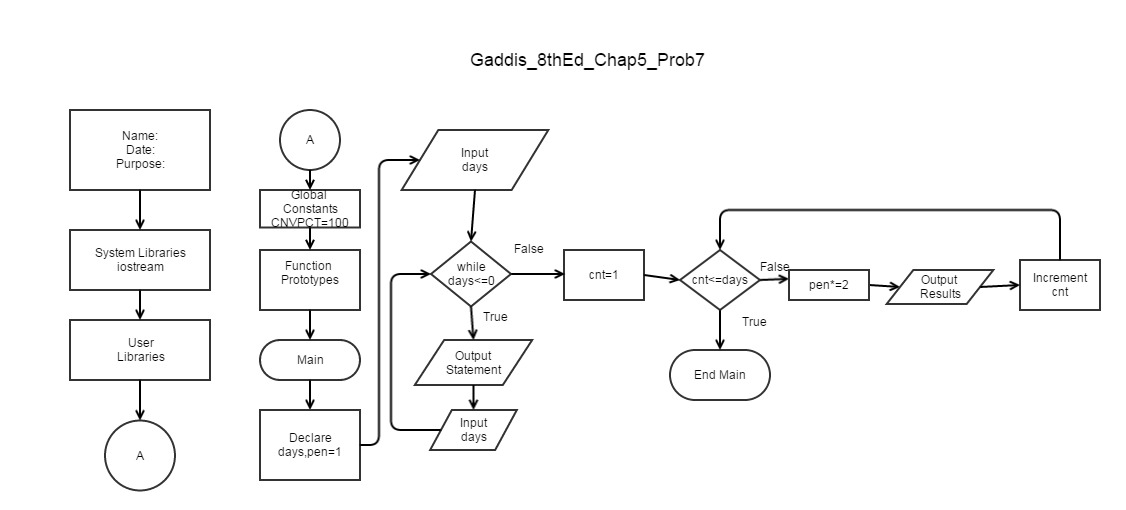 Gaddis_8thEd_Chap5_Prob7
Name:
Date:
Purpose:
System Libraries
iostream
User
Libraries
A
A
Global
Constants
CNVPCT=100
Function
Prototypes
Main
Declare
days,pen=1
Input
days
while
days<=0
False
True
Output
Statement
Input
days
cnt=1
cnt<=days
False
True
End Main
pen*=2
Output
Results
Increment
cnt